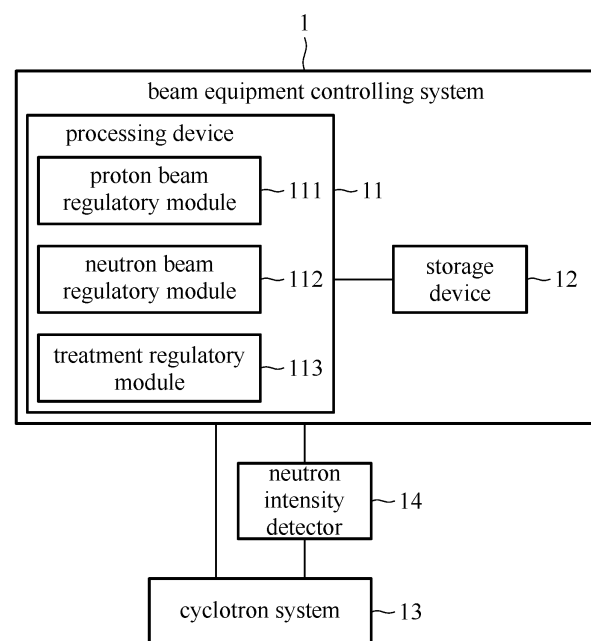 1
beam equipment controlling system
processing device
proton beam
regulatory module
111
11
neutron beam
regulatory module
112
storage
device
12
treatment regulatory
module
113
neutron
intensity
detector
14
cyclotron system
13